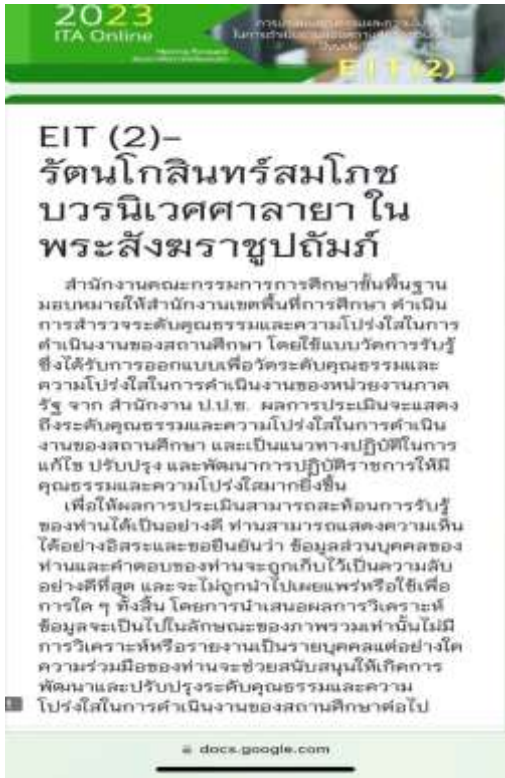 2023
ITA Online
EIT (2)
EIT (2)–
รัตนโกสินทร์สมโภช
บวรนิเวศศาลายา ใน
พระสังฆราชูปถัมภ์
สำนักงานคณะกรรมการการศึกษาขั้นพื้นฐาน
มอบหมายให้สำนักงานเขตพื้นที่การศึกษา ดำเนิน
การสำรวจระดับคุณธรรมและความโปร่งใสในการ
ดำเนินงานของสถานศึกษา โดยใช้แบบวัดการรับรู้
ซึ่งได้รับการออกแบบเพื่อวัดระดับคุณธรรมและ
ความโปร่งใสในการดำเนินงานของหน่วยงานภาค
รัฐ จาก สำนักงาน ป.ป.ช. ผลการประเมินจะแสดง
ถึงระดับคุณธรรมและความโปร่งใสในการดำเนิน
งานของสถานศึกษา และเป็นแนวทางปฏิบัติในการ
แก้ไข ปรับปรุง และพัฒนาการปฏิบัติราชการให้มี
คุณธรรมและความโปร่งใสมากยิ่งขึ้น
เพื่อให้ผลการประเมินสามารถสะท้อนการรับรู้
ของท่านได้เป็นอย่างดี ท่านสามารถแสดงความเห็น
ได้อย่างอิสระและขอยืนยันว่า ข้อมูลส่วนบุคคลของ
ท่านและคำตอบของท่านจะถูกเก็บไว้เป็นความลับ
อย่างดีที่สุด และจะไม่ถูกนำไปเผยแพร่หรือใช้เพื่อ
การใด ๆ ทั้งสิ้น โดยการนำเสนอผลการวิเคราะห์
ข้อมูลจะเป็นไปในลักษณะของภาพรวมเท่านั้นไม่มี
การวิเคราะห์หรือรายงานเป็นรายบุคคลแต่อย่างใด
ความร่วมมือของท่านจะช่วยสนับสนุนให้เกิดการ
พัฒนาและปรับปรุงระดับคุณธรรมและความ
โปร่งใสในการดำเนินงานของสถานศึกษาต่อไป
docs.google.com